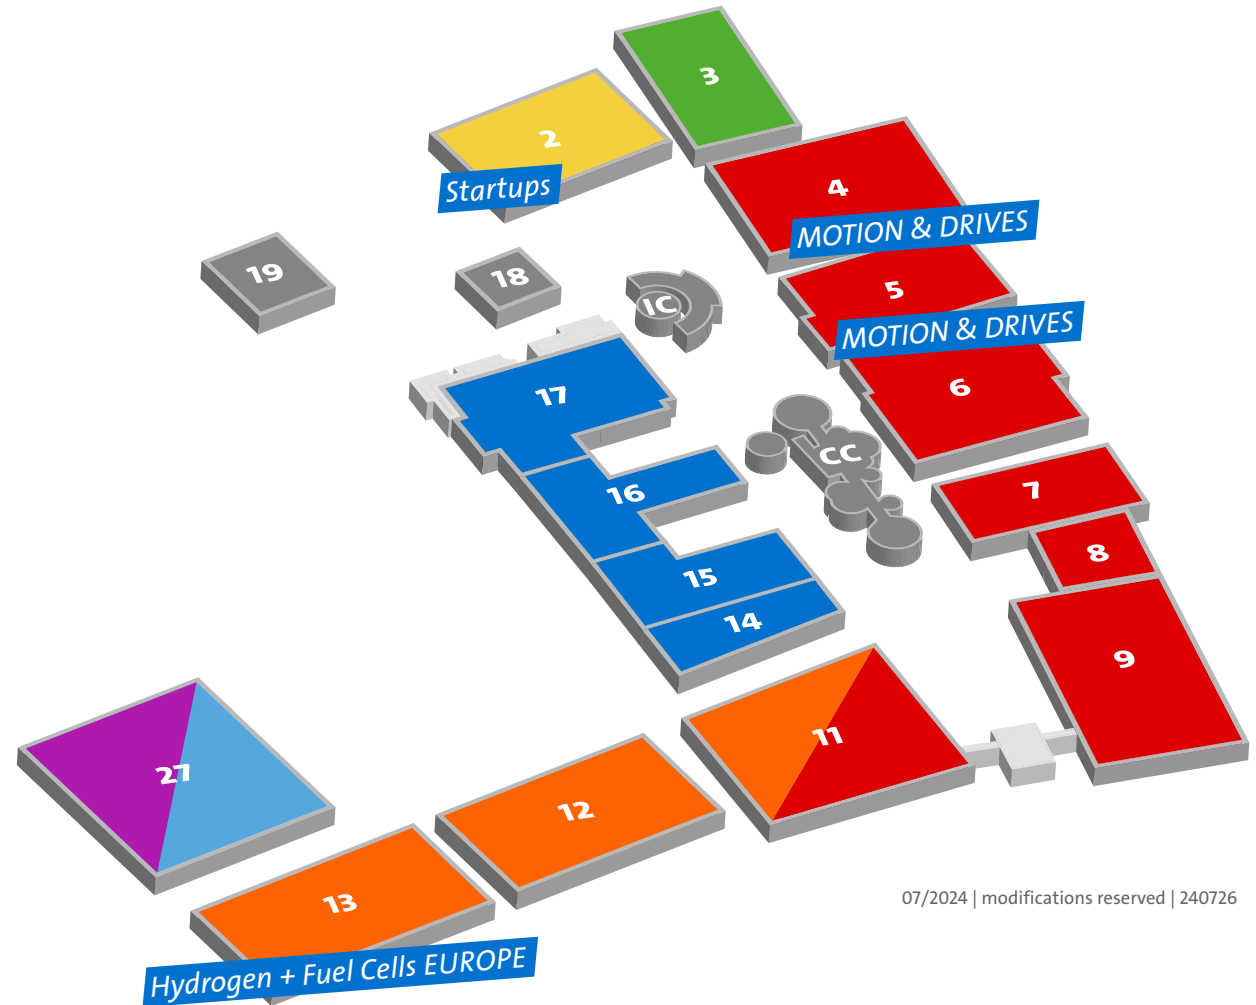 3
2
Startups
4
MOTION & DRIVES
19
18
IC
5
MOTION & DRIVES
17
6
CC
16
7
8
15
14
9
11
27
12
13
07/2024 | modifications reserved | 240726
Hydrogen + Fuel Cells EUROPE